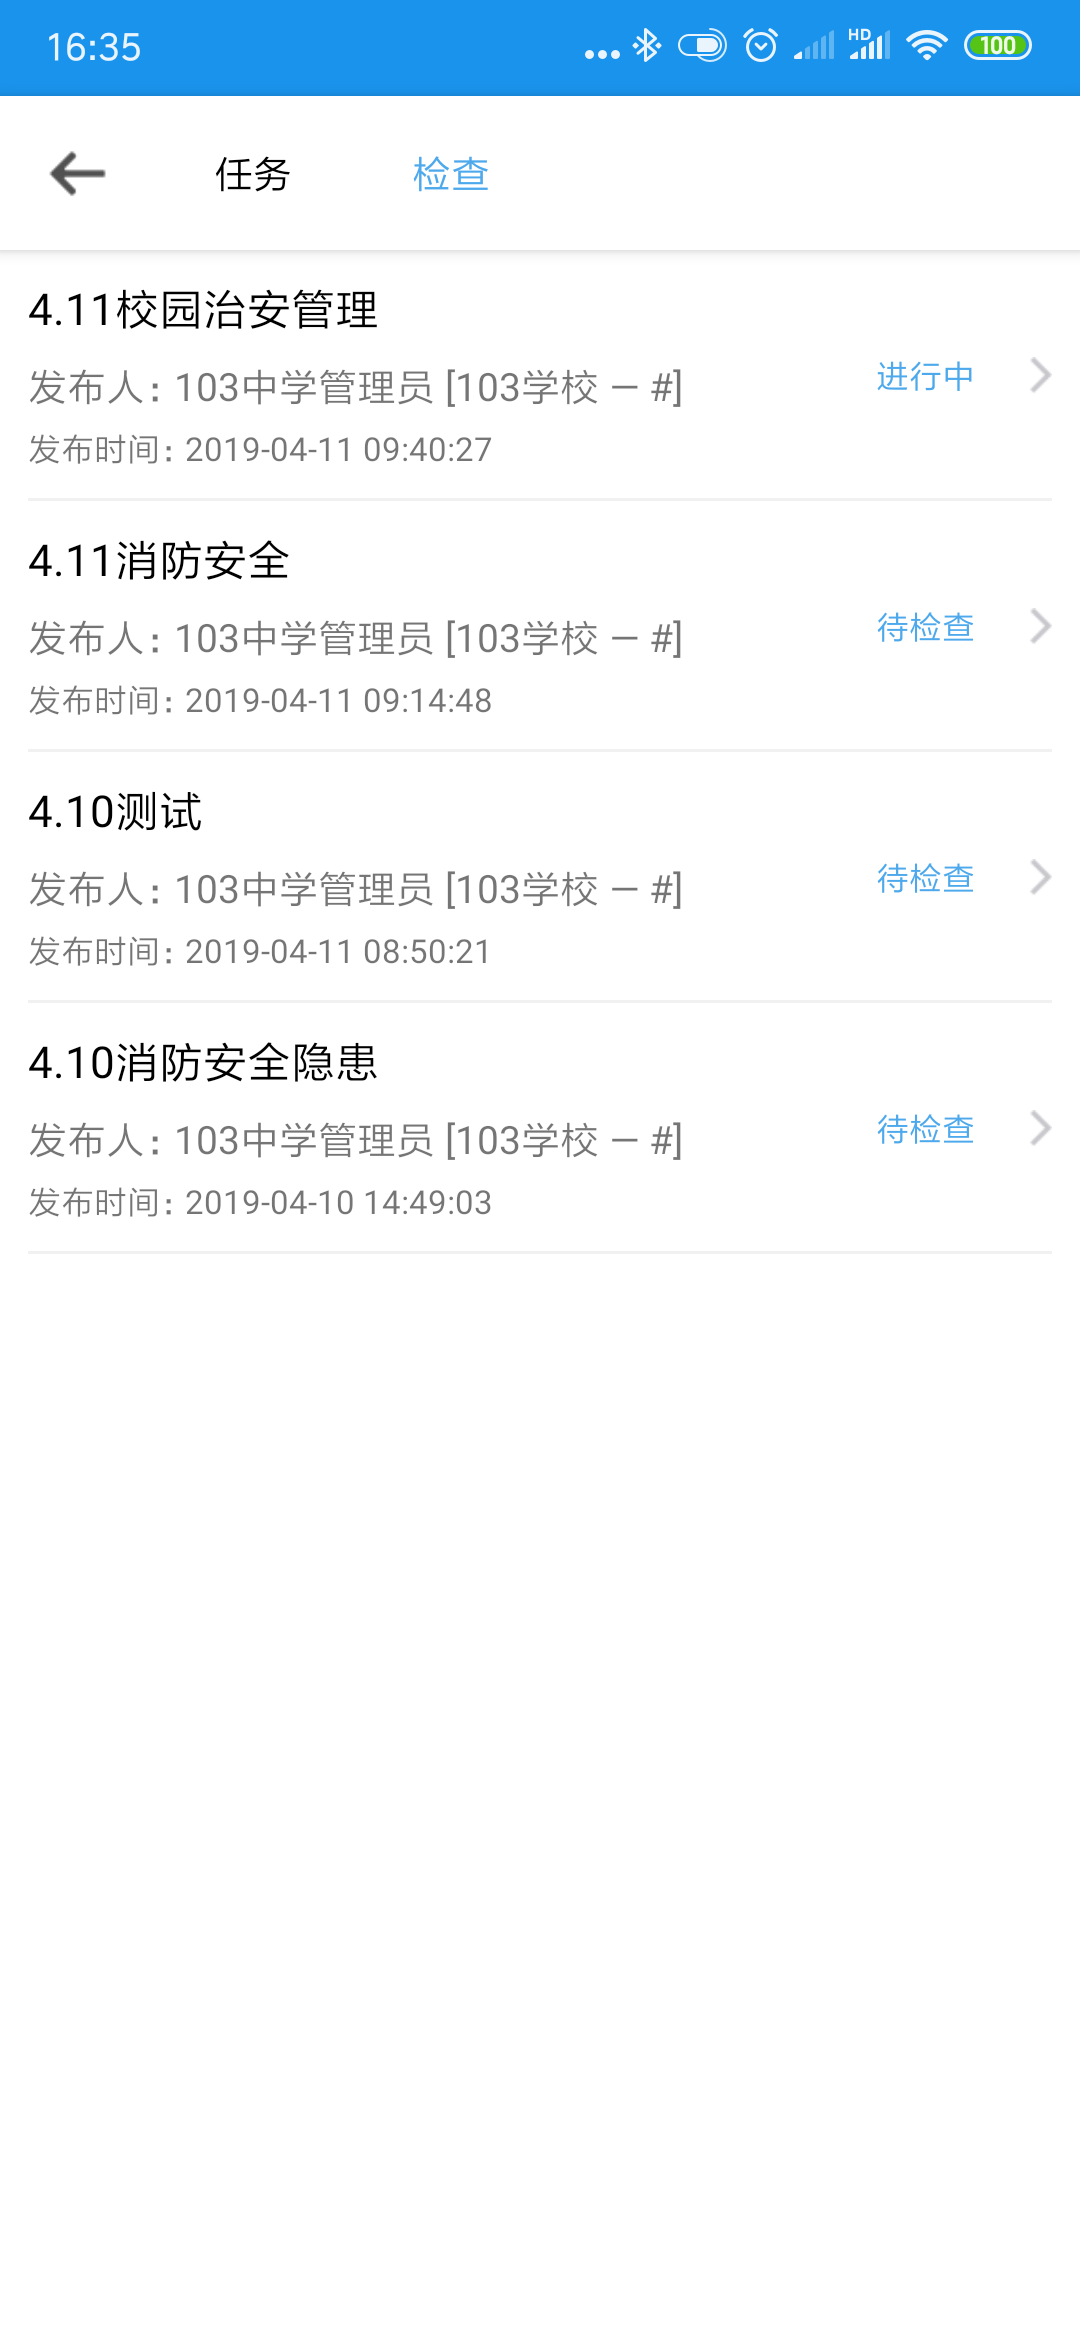 16:35
HD
100
任务
检查
4.11校园治安管理
发布人: 103中学管理员 [103学校 － #]
进行中
发布时间: 2019-04-11 09:40:27
4.11消防安全
发布人: 103中学管理员 [103学校 － #]
待检查
发布时间: 2019-04-11 09:14:48
4.10测试
发布人: 103中学管理员 [103学校 － #]
待检查
发布时间: 2019-04-11 08:50:21
4.10消防安全隐患
发布人: 103中学管理员 [103学校 － #]
待检查
发布时间: 2019-04-10 14:49:03